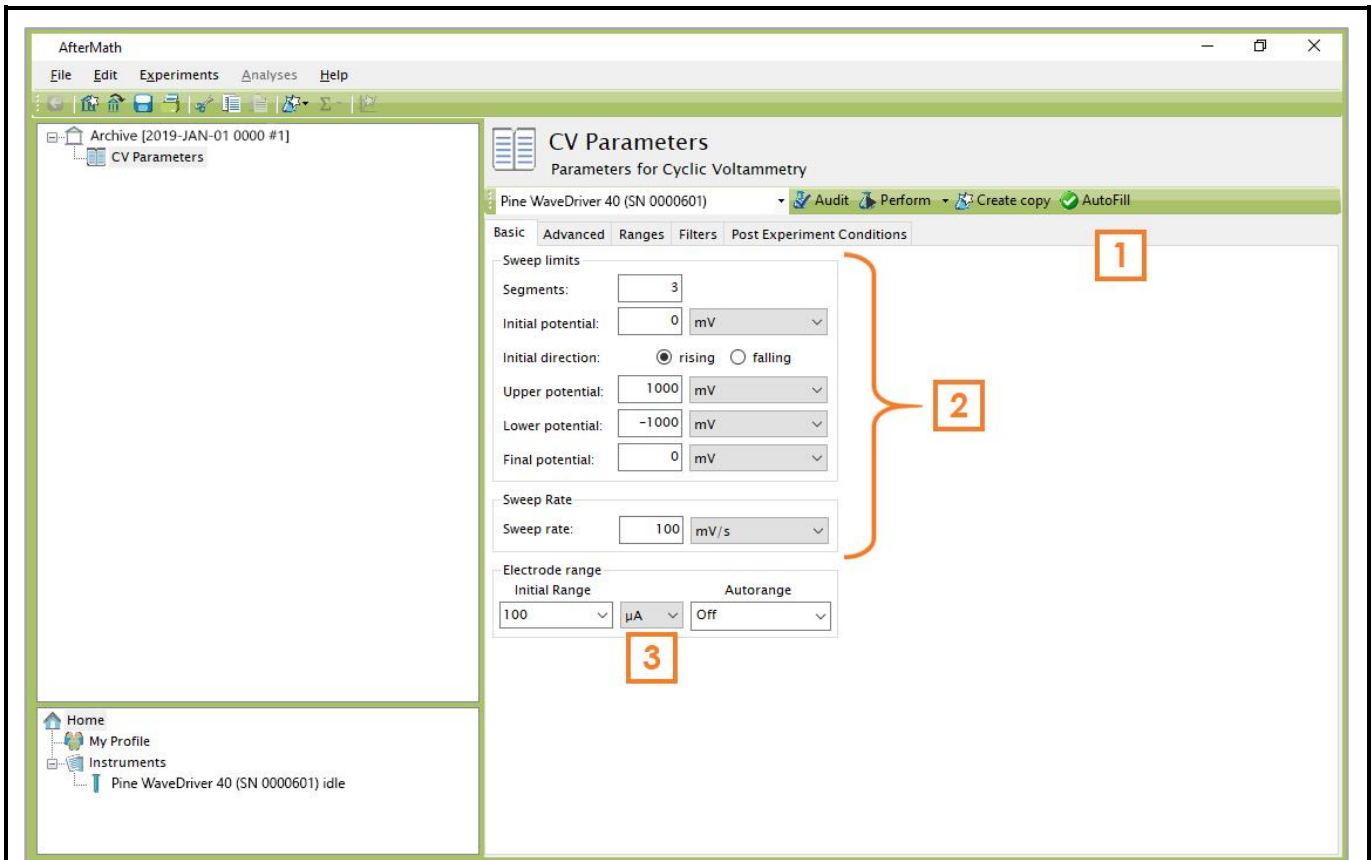 AfterMath
File Edit Experiments Analyses Help
Archive [2019-JAN-01 0000 #1]
CV Parameters
CV Parameters
Parameters for Cyclic Voltammetry
Pine WaveDriver 40 (SN 0000601) Audit Perform Create copy AutoFill
Basic Advanced Ranges Filters Post Experiment Conditions
1
Sweep limits
Segments: 3
Initial potential: 0 mV
Initial direction: rising falling
Upper potential: 1000 mV
2
Lower potential: -1000 mV
Final potential: 0 mV
Sweep Rate
Sweep rate: 100 mV/s
Electrode range
Initial Range Autorange
100 µA Off
3
Home
My Profile
Instruments
Pine WaveDriver 40 (SN 0000601) idle